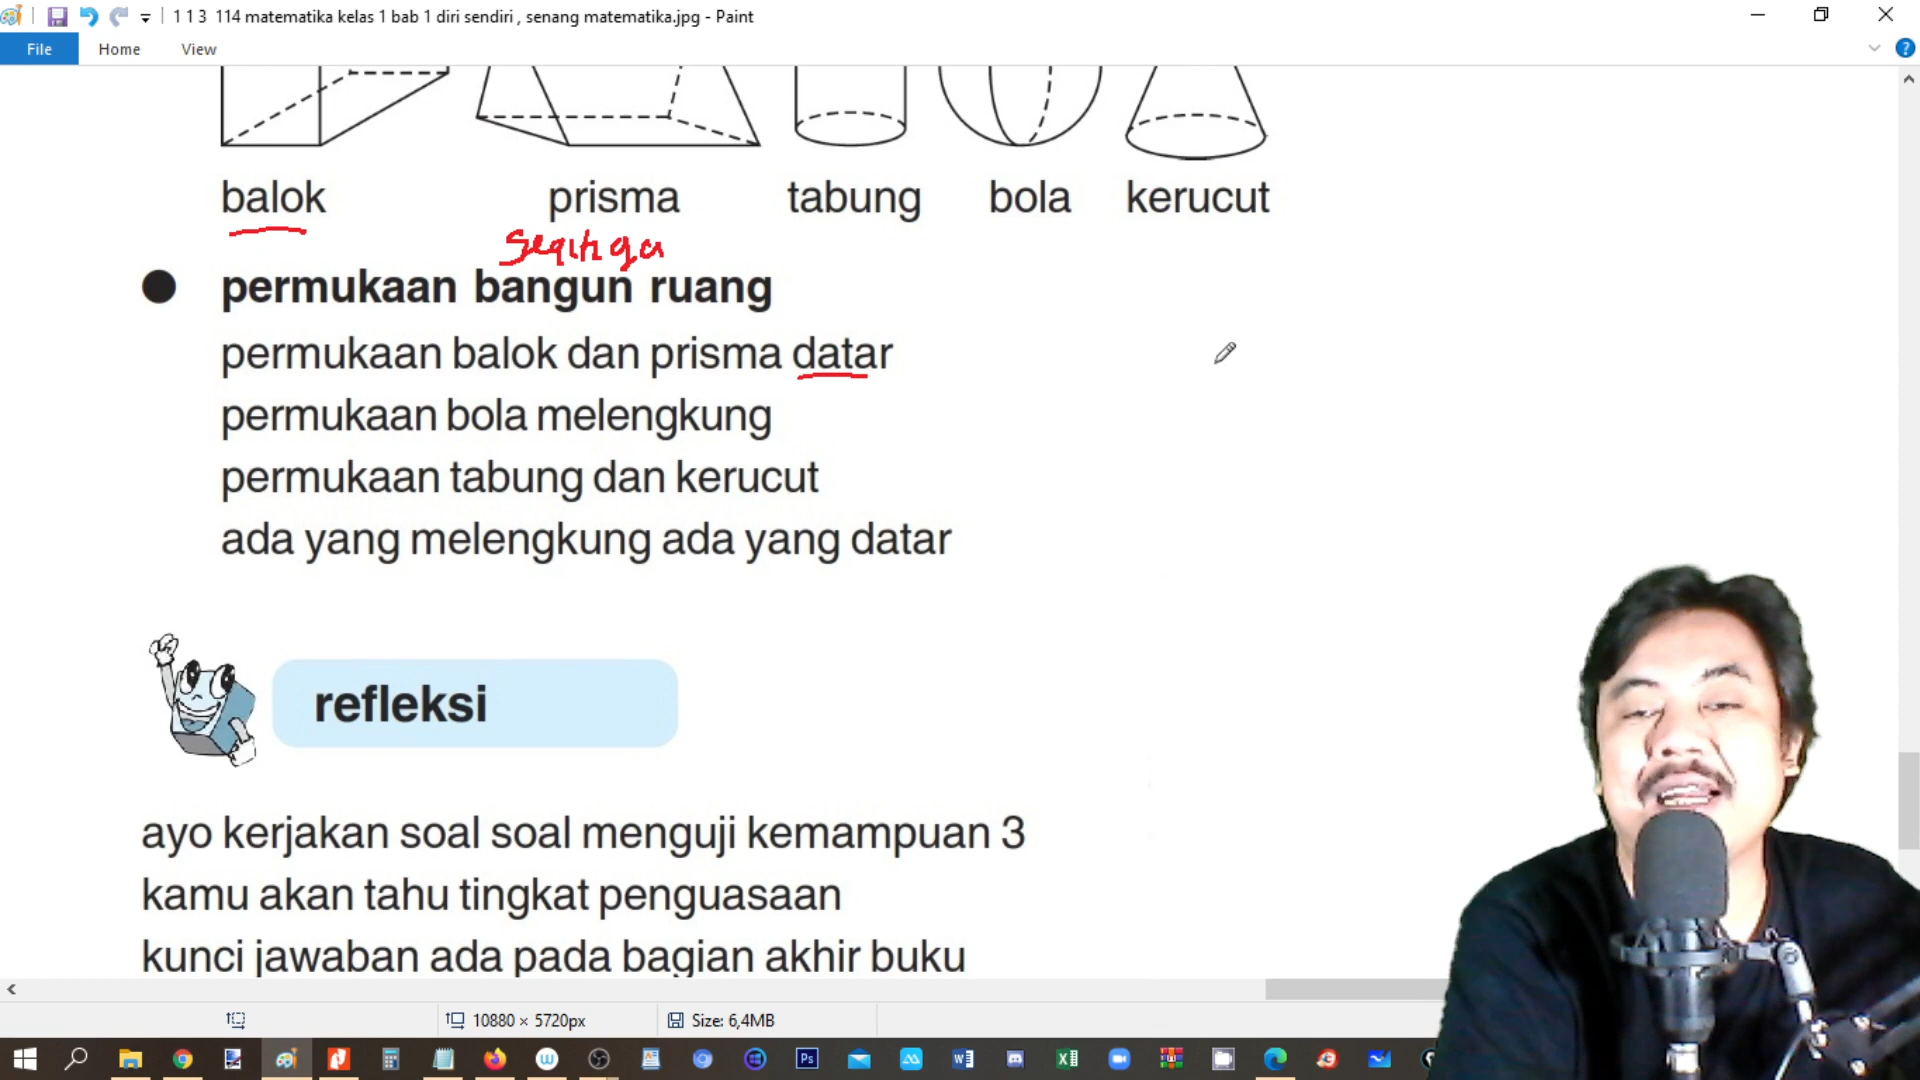 1 1 3 114 matematika kelas 1 bab 1 diri sendiri , senang matematika.jpg - Paint
File Home View
balok prisma tabung bola kerucut
segitiga
permukaan bangun ruang
permukaan balok dan prisma datar
permukaan bola melengkung
permukaan tabung dan kerucut
ada yang melengkung ada yang datar
refleksi
ayo kerjakan soal soal menguji kemampuan 3
kamu akan tahu tingkat penguasaan
kunci jawaban ada pada bagian akhir buku
10880 × 5720px Size: 6,4MB
Ps